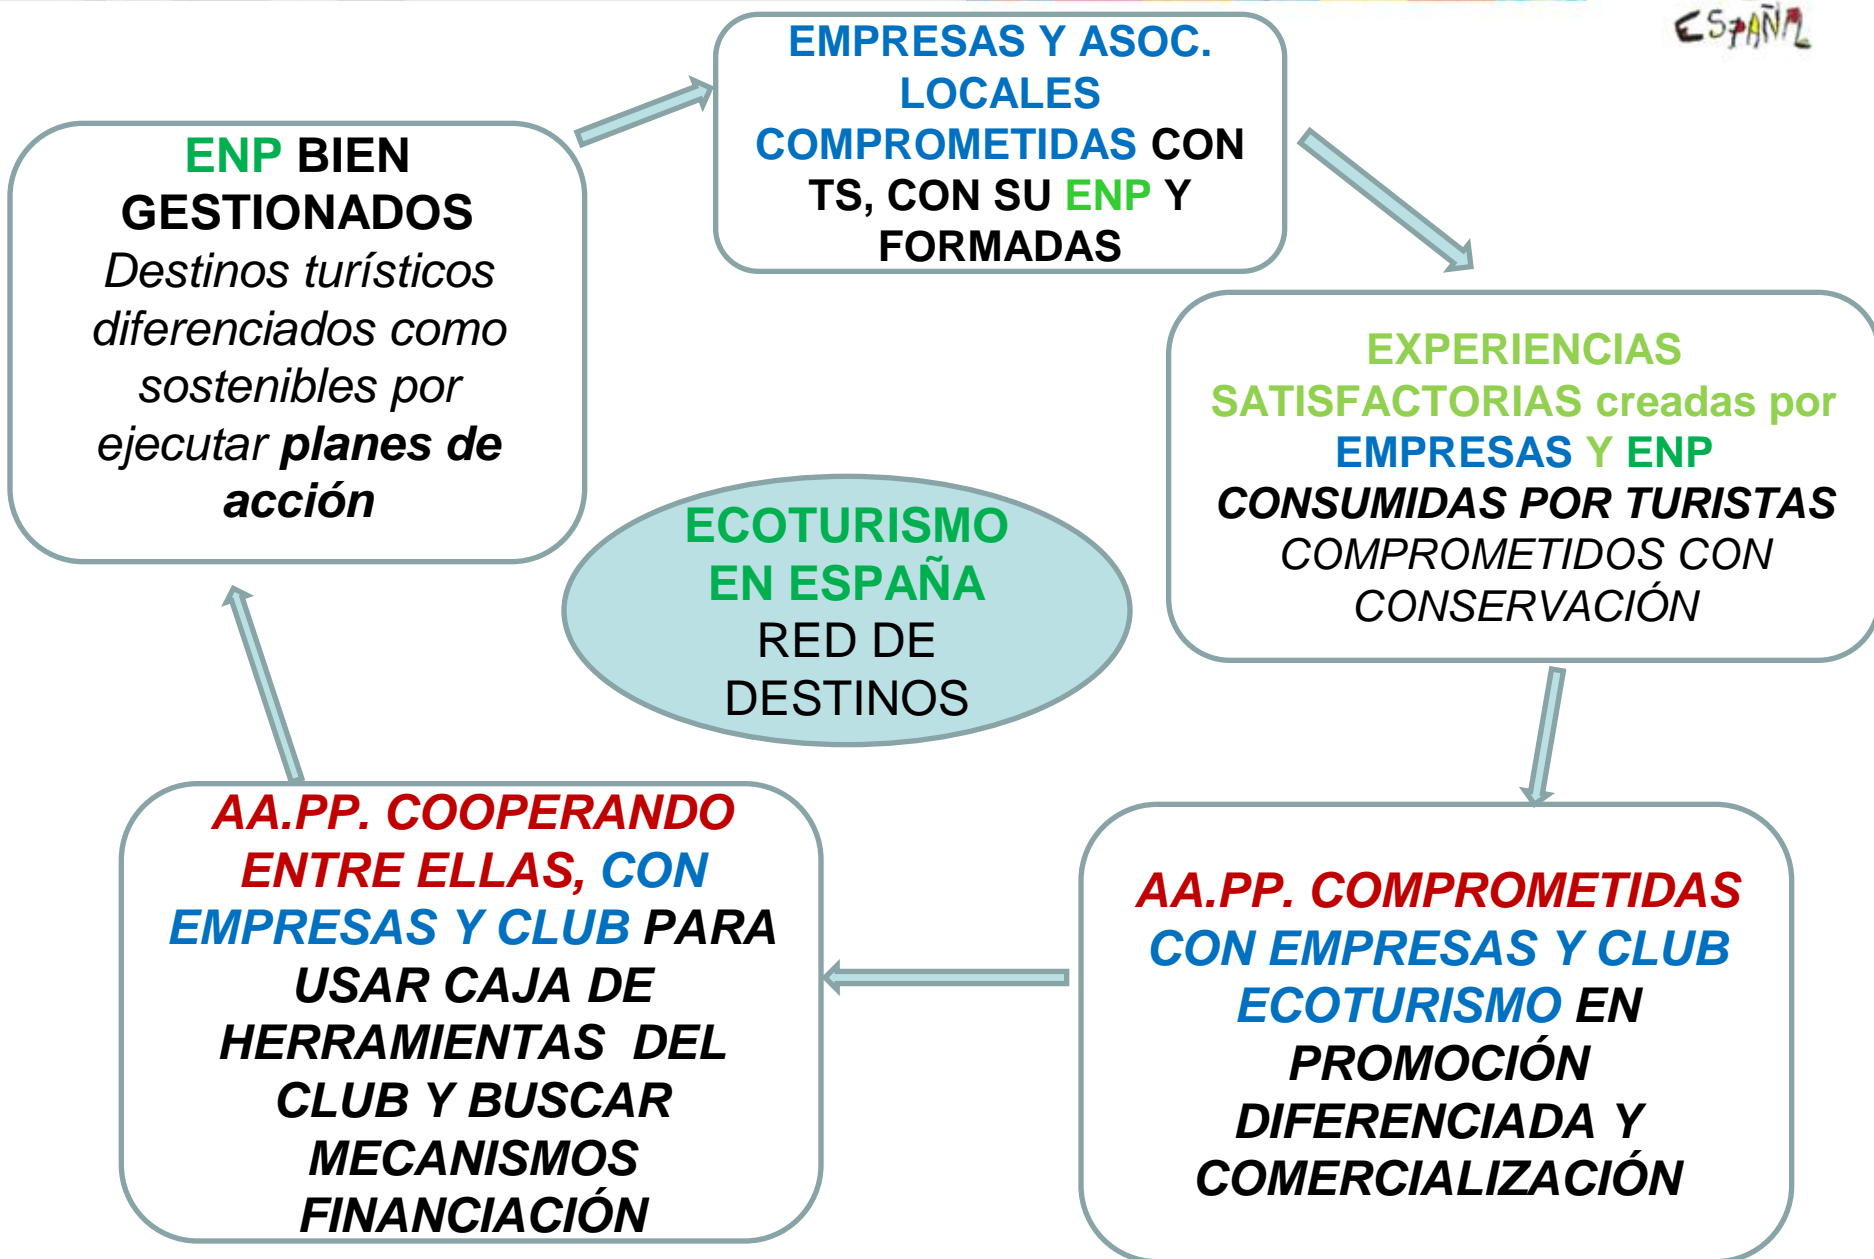 ESPAÑA
EMPRESAS Y ASOC.
LOCALES
COMPROMETIDAS CON
TS, CON SU ENP Y
FORMADAS
ENP BIEN
GESTIONADOS
Destinos turísticos
diferenciados como
sostenibles por
ejecutar planes de
acción
EXPERIENCIAS
SATISFACTORIAS creadas por
EMPRESAS Y ENP
CONSUMIDAS POR TURISTAS
COMPROMETIDOS CON
CONSERVACIÓN
ECOTURISMO
EN ESPAÑA
RED DE
DESTINOS
AA.PP. COOPERANDO
ENTRE ELLAS, CON
EMPRESAS Y CLUB PARA
USAR CAJA DE
HERRAMIENTAS DEL
CLUB Y BUSCAR
MECANISMOS
FINANCIACIÓN
AA.PP. COMPROMETIDAS
CON EMPRESAS Y CLUB
ECOTURISMO EN
PROMOCIÓN
DIFERENCIADA Y
COMERCIALIZACIÓN